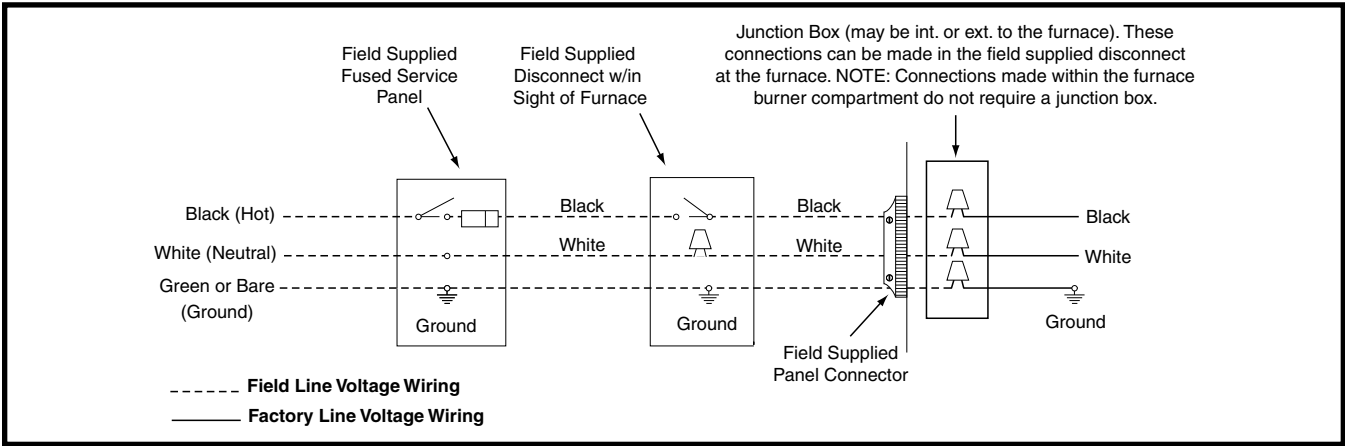 Field Supplied
Fused Service
Panel
Field Supplied
Disconnect w/in
Sight of Furnace
Junction Box (may be int. or ext. to the furnace). These
connections can be made in the field supplied disconnect
at the furnace. NOTE: Connections made within the furnace
burner compartment do not require a junction box.
Black (Hot)
Black
Black
Black
White (Neutral)
White
White
White
Green or Bare
(Ground)
Ground
Ground
Ground
Field Supplied
Panel Connector
Field Line Voltage Wiring
Factory Line Voltage Wiring